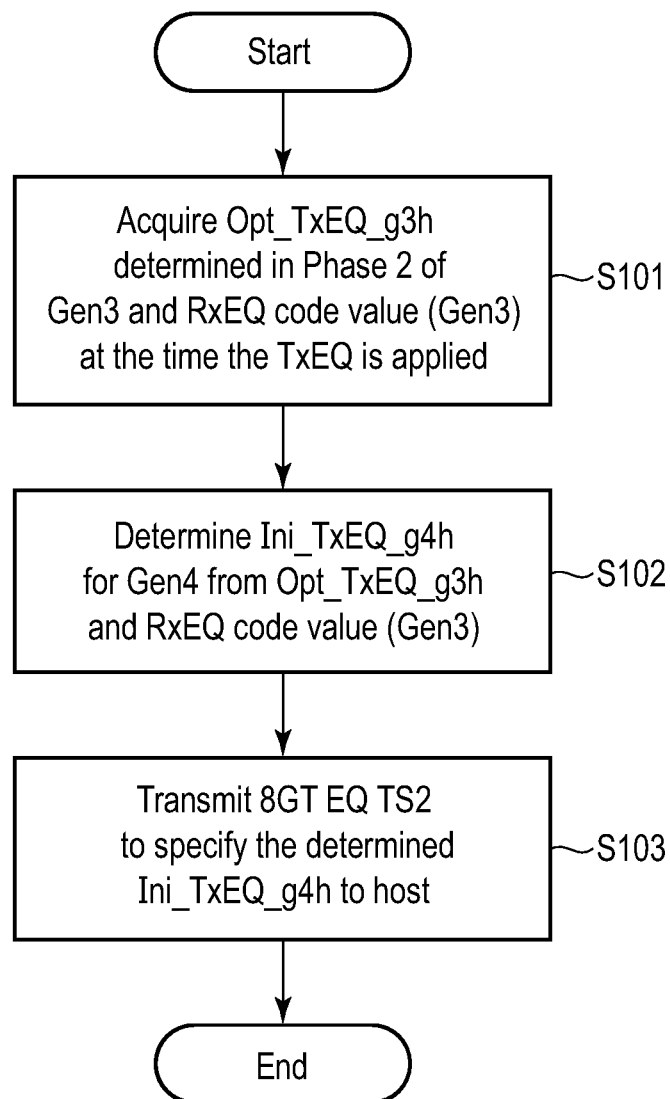 Start
Acquire Opt_TxEQ_g3h
determined in Phase 2 of
Gen3 and RxEQ code value (Gen3)
at the time the TxEQ is applied
S101
Determine Ini_TxEQ_g4h
for Gen4 from Opt_TxEQ_g3h
and RxEQ code value (Gen3)
S102
Transmit 8GT EQ TS2
to specify the determined
Ini_TxEQ_g4h to host
S103
End